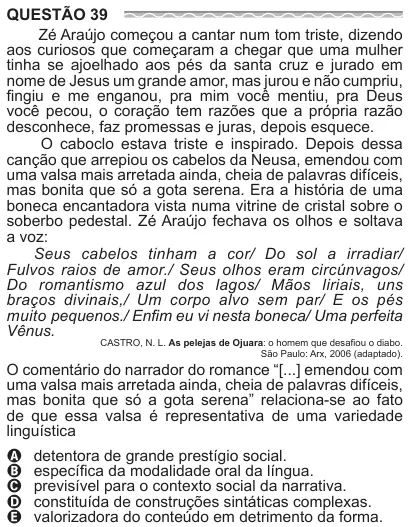 QUESTÃO 39
Zé Araújo começou a cantar num tom triste, dizendo
aos curiosos que começaram a chegar que uma mulher
tinha se ajoelhado aos pés da santa cruz e jurado em
nome de Jesus um grande amor, mas jurou e não cumpriu,
fingiu e me enganou, pra mim você mentiu, pra Deus
você pecou, o coração tem razões que a própria razão
desconhece, faz promessas e juras, depois esquece.
O caboclo estava triste e inspirado. Depois dessa
canção que arrepiou os cabelos da Neusa, emendou com
uma valsa mais arretada ainda, cheia de palavras difíceis,
mas bonita que só a gota serena. Era a história de uma
boneca encantadora vista numa vitrine de cristal sobre o
soberbo pedestal. Zé Araújo fechava os olhos e soltava
a voz:
Seus cabelos tinham a cor/ Do sol a irradiar/
Fulvos raios de amor./ Seus olhos eram circúnvagos/
Do romantismo azul dos lagos/ Mãos liriais, uns
braços divinais,/ Um corpo alvo sem par/ E os pés
muito pequenos./ Enfim eu vi nesta boneca/ Uma perfeita
Vênus.
CASTRO, N. L. As pelejas de Ojuara: o homem que desafiou o diabo.
São Paulo: Arx, 2006 (adaptado).
O comentário do narrador do romance “[...] emendou com
uma valsa mais arretada ainda, cheia de palavras difíceis,
mas bonita que só a gota serena” relaciona-se ao fato
de que essa valsa é representativa de uma variedade
linguística
A detentora de grande prestígio social.
B específica da modalidade oral da língua.
C previsível para o contexto social da narrativa.
D constituída de construções sintáticas complexas.
E valorizadora do conteúdo em detrimento da forma.